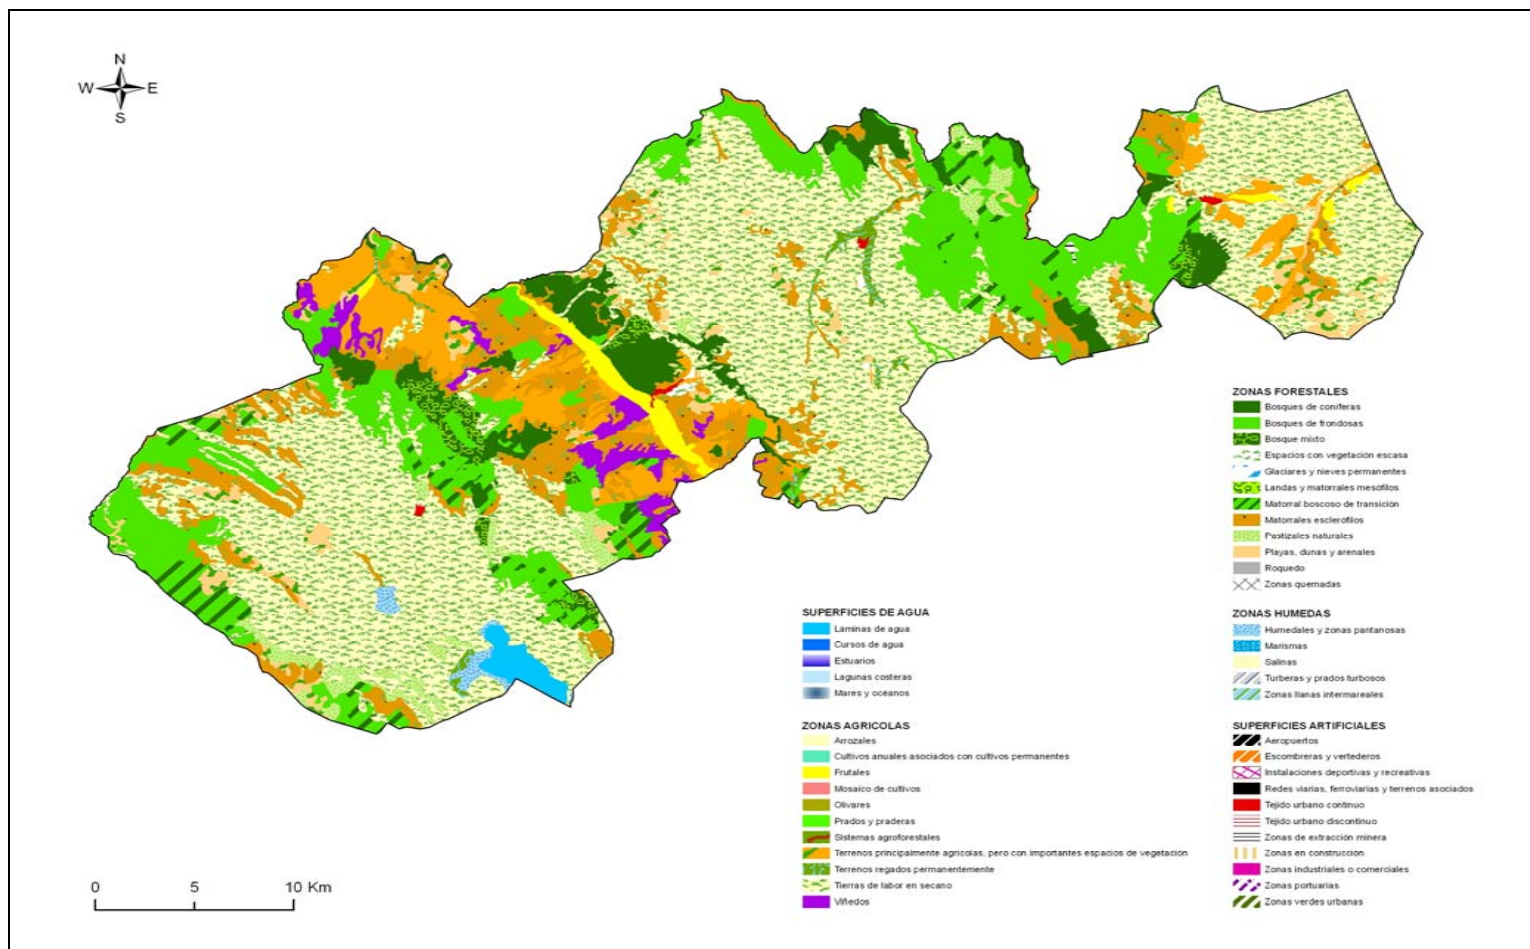 N
W E
S
ZONAS FORESTALES
Bosques de coniferas
Bosques de frondosas
Bosque mixto
Espacios con vegetación escasa
Glaciares y nieves permanentes
Landas y matorrales mesófilos
Matorral boscoso de transición
Matorrales esclerófilos
Pastizales naturales
Playas, dunas y arenales
Roquedo
Zonas quemadas
SUPERFICIES DE AGUA
Laminas de agua
Cursos de agua
Estuarios
Lagunas costeras
Mares y océanos
ZONAS HUMEDAS
Humedales y zonas pantanosas
Marismas
Salinas
Turberas y prados turbosos
Zonas llanas intermareales
ZONAS AGRICOLAS
Arrozales
Cultivos anuales asociados con cultivos permanentes
Frutales
Mosaico de cultivos
Olivares
Prados y praderas
Sistemas agroforestales
Terrenos principalmente agrícolas, pero con importantes espacios de vegetación
Terrenos regados permanentemente
Tierras de labor en secano
Viñedos
SUPERFICIES ARTIFICIALES
Aeropuertos
Escombreras y vertederos
Instalaciones deportivas y recreativas
Redes viarias, ferroviarias y terrenos asociados
Tejido urbano continuo
Tejido urbano discontinuo
Zonas de extracción minera
Zonas en construcción
Zonas industriales o comerciales
Zonas portuarias
Zonas verdes urbanas
0 5 10 Km